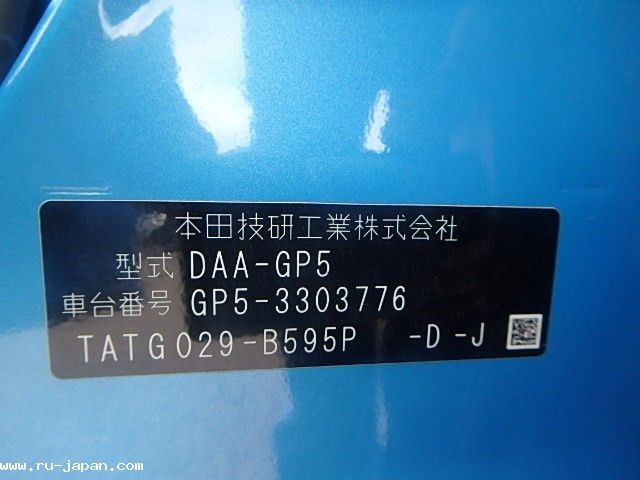 本田技研工業株式会社
型式 DAA-GP5
車台番号 GP5-3303776
TATG029-B595P -D-J
www.ru-japan.com